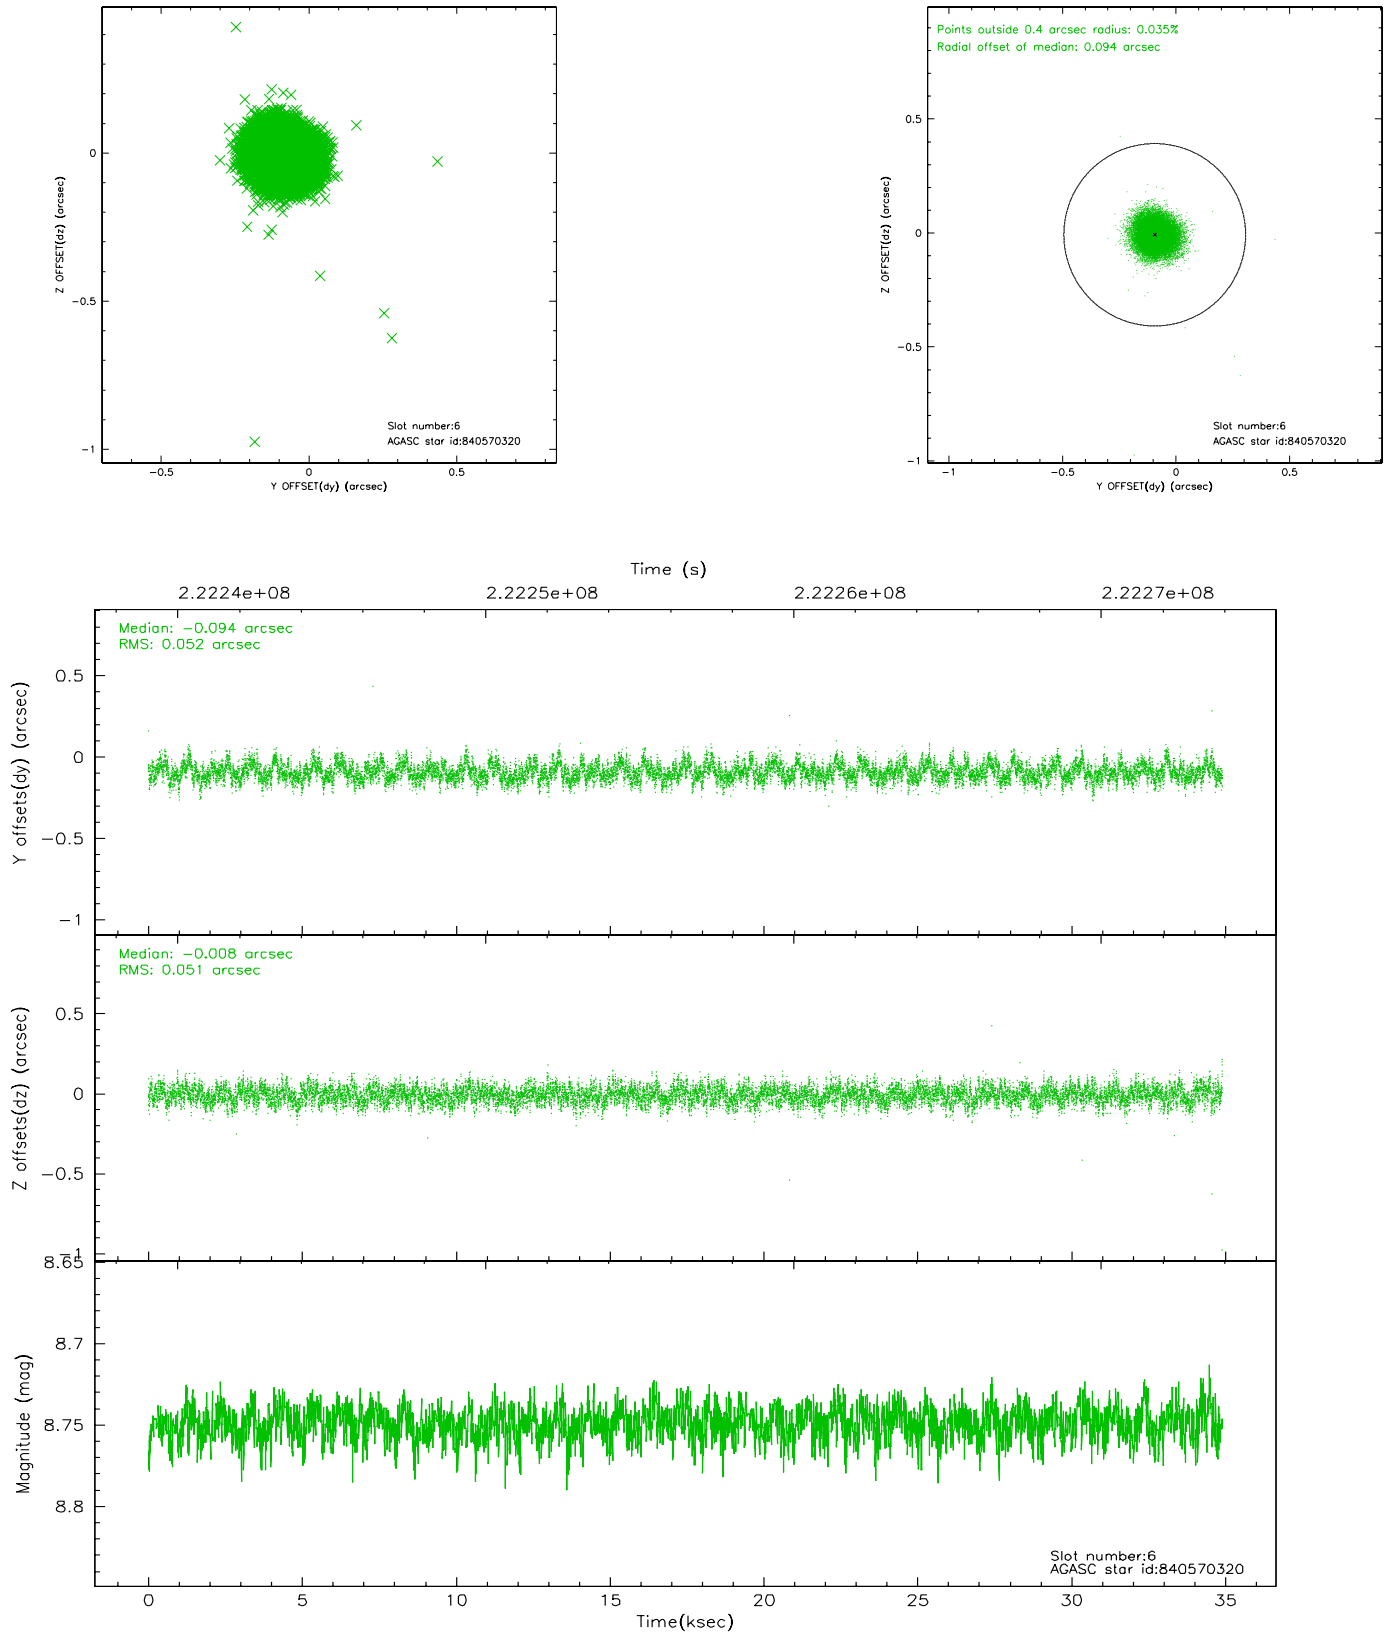 0
−0.5
−1
−0.5
0
0.5
Z OFFSET(dz) (arcsec)
Y OFFSET(dy) (arcsec)
Slot number:6
AGASC star id:840570320
Points outside 0.4 arcsec radius: 0.035%
Radial offset of median: 0.094 arcsec
0.5
0
−0.5
−1
−1
−0.5
0
0.5
Z OFFSET(dz) (arcsec)
Y OFFSET(dy) (arcsec)
Slot number:6
AGASC star id:840570320
Time (s)
2.2224e+08
2.2225e+08
2.2226e+08
2.2227e+08
Median: −0.094 arcsec
RMS: 0.052 arcsec
0.5
0
−0.5
−1
Y offsets(dy) (arcsec)
Median: −0.008 arcsec
RMS: 0.051 arcsec
0.5
0
−0.5
−1
Z offsets(dz) (arcsec)
8.65
8.7
8.75
8.8
Magnitude (mag)
Slot number:6
AGASC star id:840570320
0
5
10
15
20
25
30
35
Time(ksec)